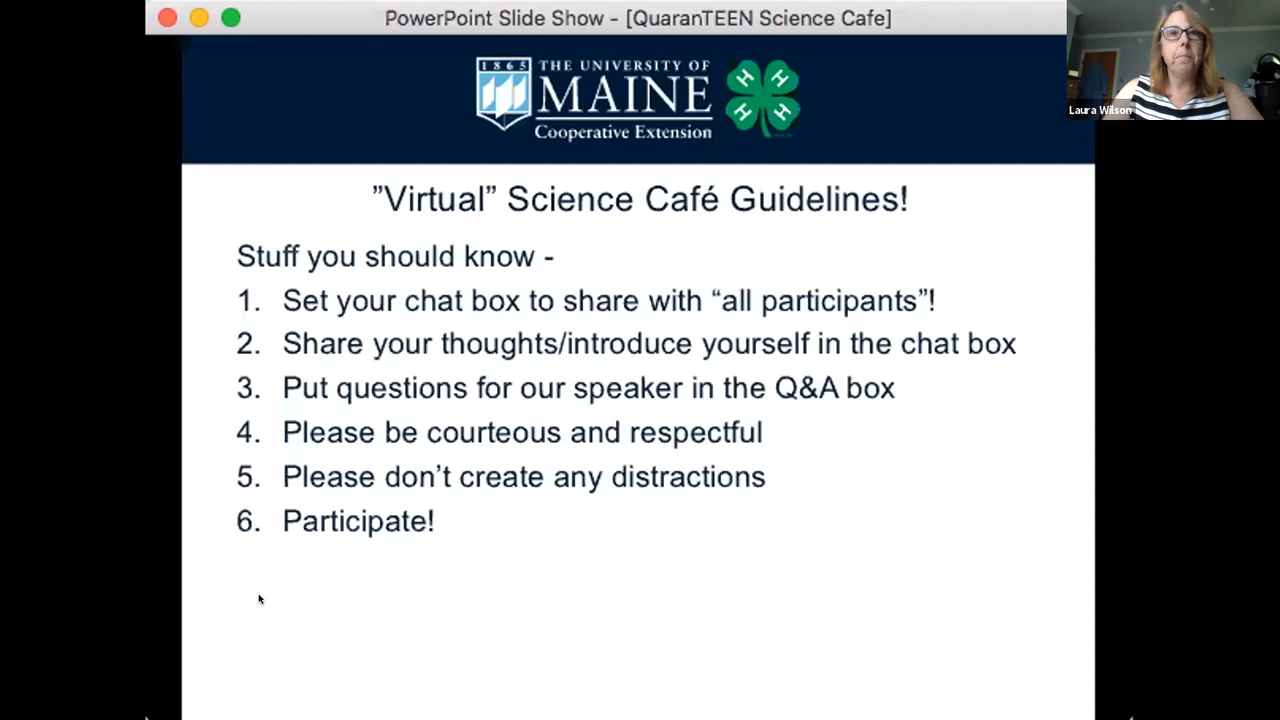 PowerPoint Slide Show - [QuaranTEEN Science Cafe]
1865
THE UNIVERSITY OF
MAINE
Cooperative Extension
H H
H H
Laura Wilson
”Virtual” Science Café Guidelines!
Stuff you should know -
1. Set your chat box to share with “all participants”!
2. Share your thoughts/introduce yourself in the chat box
3. Put questions for our speaker in the Q&A box
4. Please be courteous and respectful
5. Please don’t create any distractions
6. Participate!